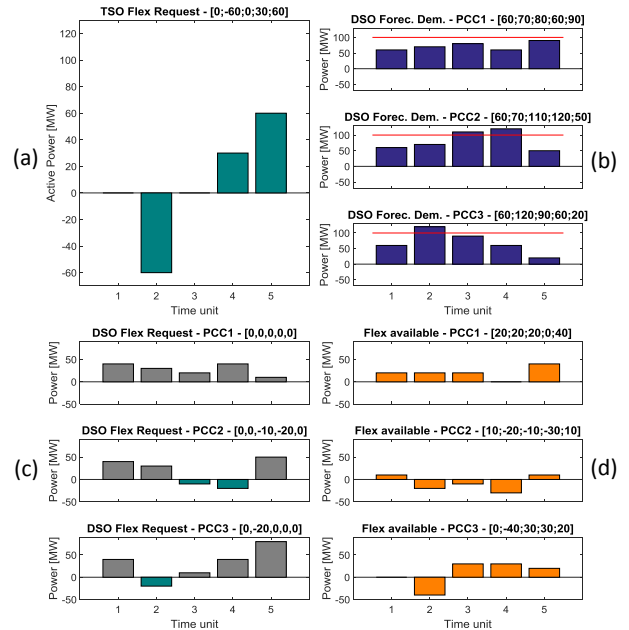 TSO Flex Request - [0;-60;0;30;60]
Active Power [MW]
120
100
80
60
40
20
0
-20
-40
-60
1 2 3 4 5
Time unit
(a)
DSO Forec. Dem. - PCC1 - [60;70;80;60;90]
Power [MW]
100
50
0
-50
DSO Forec. Dem. - PCC2 - [60;70;110;120;50]
Power [MW]
100
50
0
-50
(b)
DSO Forec. Dem. - PCC3 - [60;120;90;60;20]
Power [MW]
100
50
0
-50
1 2 3 4 5
Time unit
DSO Flex Request - PCC1 - [0,0,0,0,0]
Power [MW]
50
0
-50
DSO Flex Request - PCC2 - [0,0,-10,-20,0]
Power [MW]
50
0
-50
(c)
DSO Flex Request - PCC3 - [0,-20,0,0,0]
Power [MW]
50
0
-50
1 2 3 4 5
Time unit
Flex available - PCC1 - [20;20;20;0;40]
Power [MW]
50
0
-50
Flex available - PCC2 - [10;-20;-10;-30;10]
Power [MW]
50
0
-50
(d)
Flex available - PCC3 - [0;-40;30;30;20]
Power [MW]
50
0
-50
1 2 3 4 5
Time unit